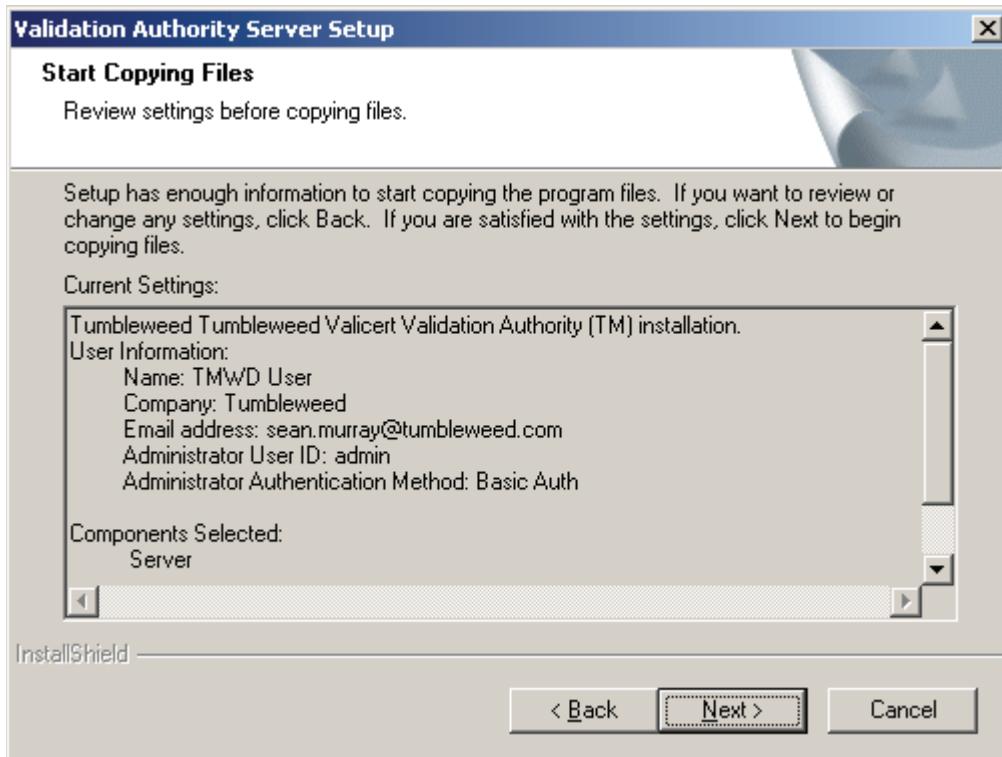 Validation Authority Server Setup
Start Copying Files
Review settings before copying files.
Setup has enough information to start copying the program files.  If you want to review or
change any settings, click Back.  If you are satisfied with the settings, click Next to begin
copying files.
Current Settings:
Tumbleweed Tumbleweed Valicert Validation Authority (TM) installation.
User Information:
Name: TMWD User
Company: Tumbleweed
Email address: sean.murray@tumbleweed.com
Administrator User ID: admin
Administrator Authentication Method: Basic Auth
Components Selected:
Server
InstallShield
< Back
Next >
Cancel